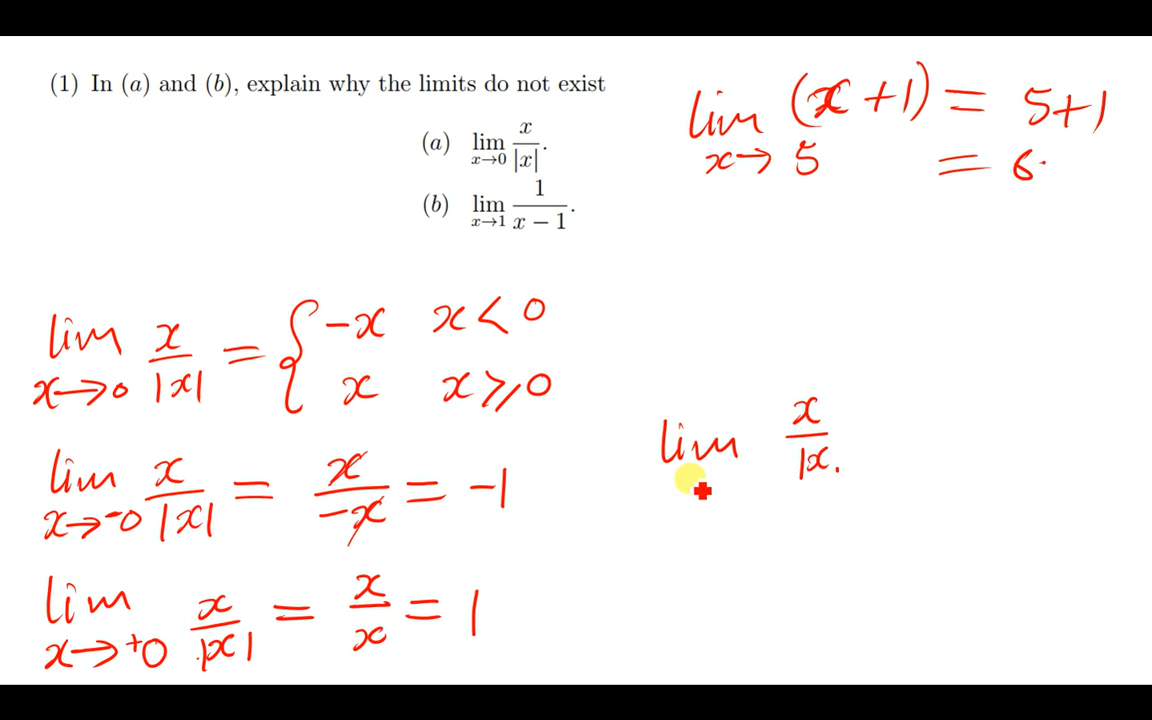 (1) In (a) and (b), explain why the limits do not exist
(a) lim x→0 x/|x|.
(b) lim x→1 1/(x − 1).
lim x→5 (x+1) = 5+1
= 6.
lim x→0 x/|x| = { -x x<0
x x⩾0
lim x→-0 x/|x| = x/-x = -1
lim x→+0 x/|x| = x/x = 1
lim x/|x.